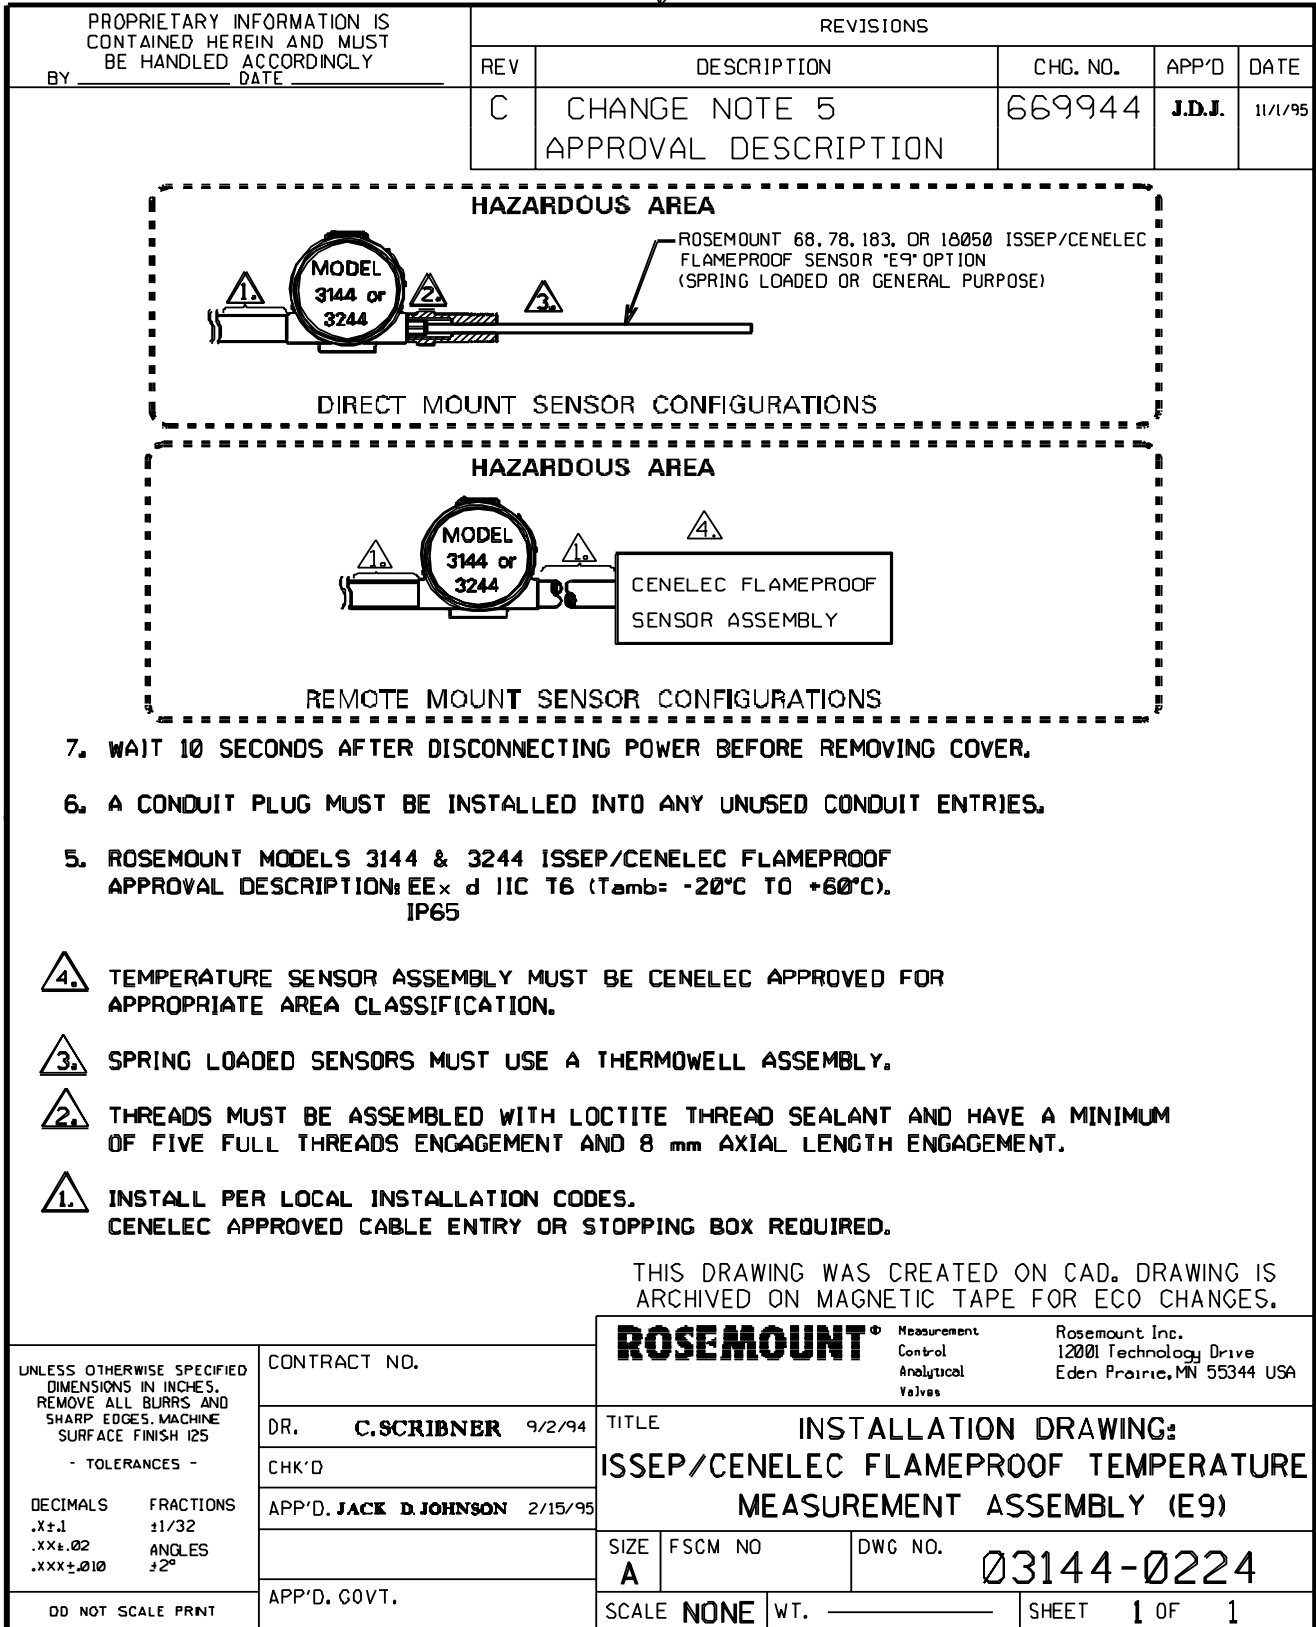 PROPRIETARY INFORMATION IS
CONTAINED HEREIN AND MUST
BE HANDLED ACCORDINGLY
BY DATE
REVISIONS
REV DESCRIPTION CHG. NO. APP'D DATE
C CHANGE NOTE 5 669944 J.D.J. 11/1/95
APPROVAL DESCRIPTION
HAZARDOUS AREA
ROSEMOUNT 68, 78, 183, OR 18050 ISSEP/CENELEC
FLAMEPROOF SENSOR "E9" OPTION
(SPRING LOADED OR GENERAL PURPOSE)
MODEL
3144 or
3244
1.
2.
3.
DIRECT MOUNT SENSOR CONFIGURATIONS
HAZARDOUS AREA
MODEL
3144 or
3244
1.
1.
4.
CENELEC FLAMEPROOF
SENSOR ASSEMBLY
REMOTE MOUNT SENSOR CONFIGURATIONS
7. WAIT 10 SECONDS AFTER DISCONNECTING POWER BEFORE REMOVING COVER.
6. A CONDUIT PLUG MUST BE INSTALLED INTO ANY UNUSED CONDUIT ENTRIES.
5. ROSEMOUNT MODELS 3144 & 3244 ISSEP/CENELEC FLAMEPROOF
APPROVAL DESCRIPTION: EEx d IIC T6 (Tamb= -20°C TO +60°C).
IP65
4. TEMPERATURE SENSOR ASSEMBLY MUST BE CENELEC APPROVED FOR
APPROPRIATE AREA CLASSIFICATION.
3. SPRING LOADED SENSORS MUST USE A THERMOWELL ASSEMBLY.
2. THREADS MUST BE ASSEMBLED WITH LOCTITE THREAD SEALANT AND HAVE A MINIMUM
OF FIVE FULL THREADS ENGAGEMENT AND 8 mm AXIAL LENGTH ENGAGEMENT.
1. INSTALL PER LOCAL INSTALLATION CODES.
CENELEC APPROVED CABLE ENTRY OR STOPPING BOX REQUIRED.
THIS DRAWING WAS CREATED ON CAD. DRAWING IS
ARCHIVED ON MAGNETIC TAPE FOR ECO CHANGES.
UNLESS OTHERWISE SPECIFIED
DIMENSIONS IN INCHES.
REMOVE ALL BURRS AND
SHARP EDGES. MACHINE
SURFACE FINISH 125
- TOLERANCES -
DECIMALS FRACTIONS
.X±.1 ±1/32
.XX±.02 ANGLES
.XXX±.010 ±2°
DO NOT SCALE PRINT
CONTRACT NO.
DR. C. SCRIBNER 9/2/94
CHK'D
APP'D. JACK D. JOHNSON 2/15/95
APP'D. GOVT.
ROSEMOUNT®
Measurement
Control
Analytical
Valves
Rosemount Inc.
12001 Technology Drive
Eden Prairie, MN 55344 USA
TITLE INSTALLATION DRAWING:
ISSEP/CENELEC FLAMEPROOF TEMPERATURE
MEASUREMENT ASSEMBLY (E9)
SIZE A FSCM NO DWG NO. 03144-0224
SCALE NONE WT. SHEET 1 OF 1